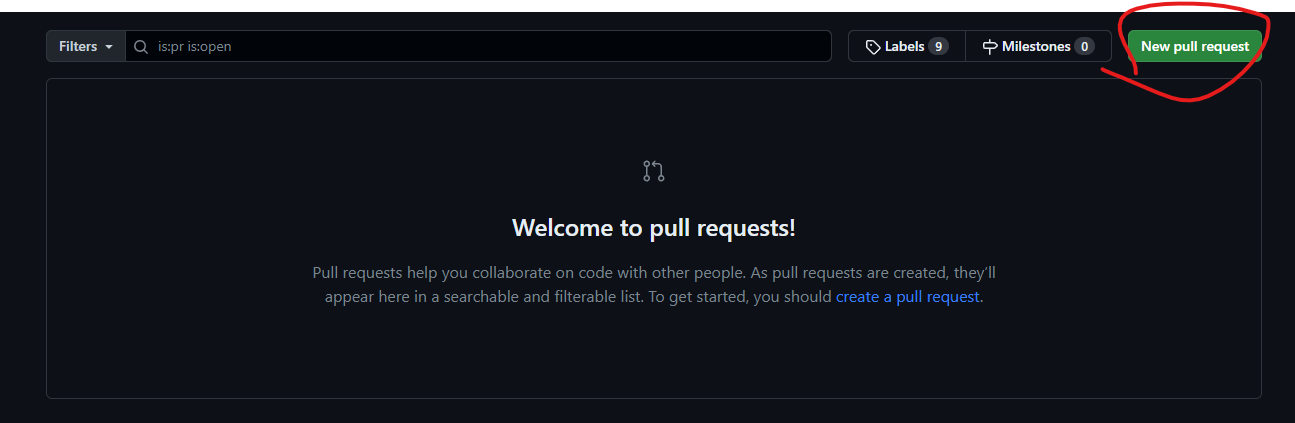 Filters is:pr is:open Labels 9 Milestones 0 New pull request
Welcome to pull requests!
Pull requests help you collaborate on code with other people. As pull requests are created, they’ll
appear here in a searchable and filterable list. To get started, you should create a pull request.